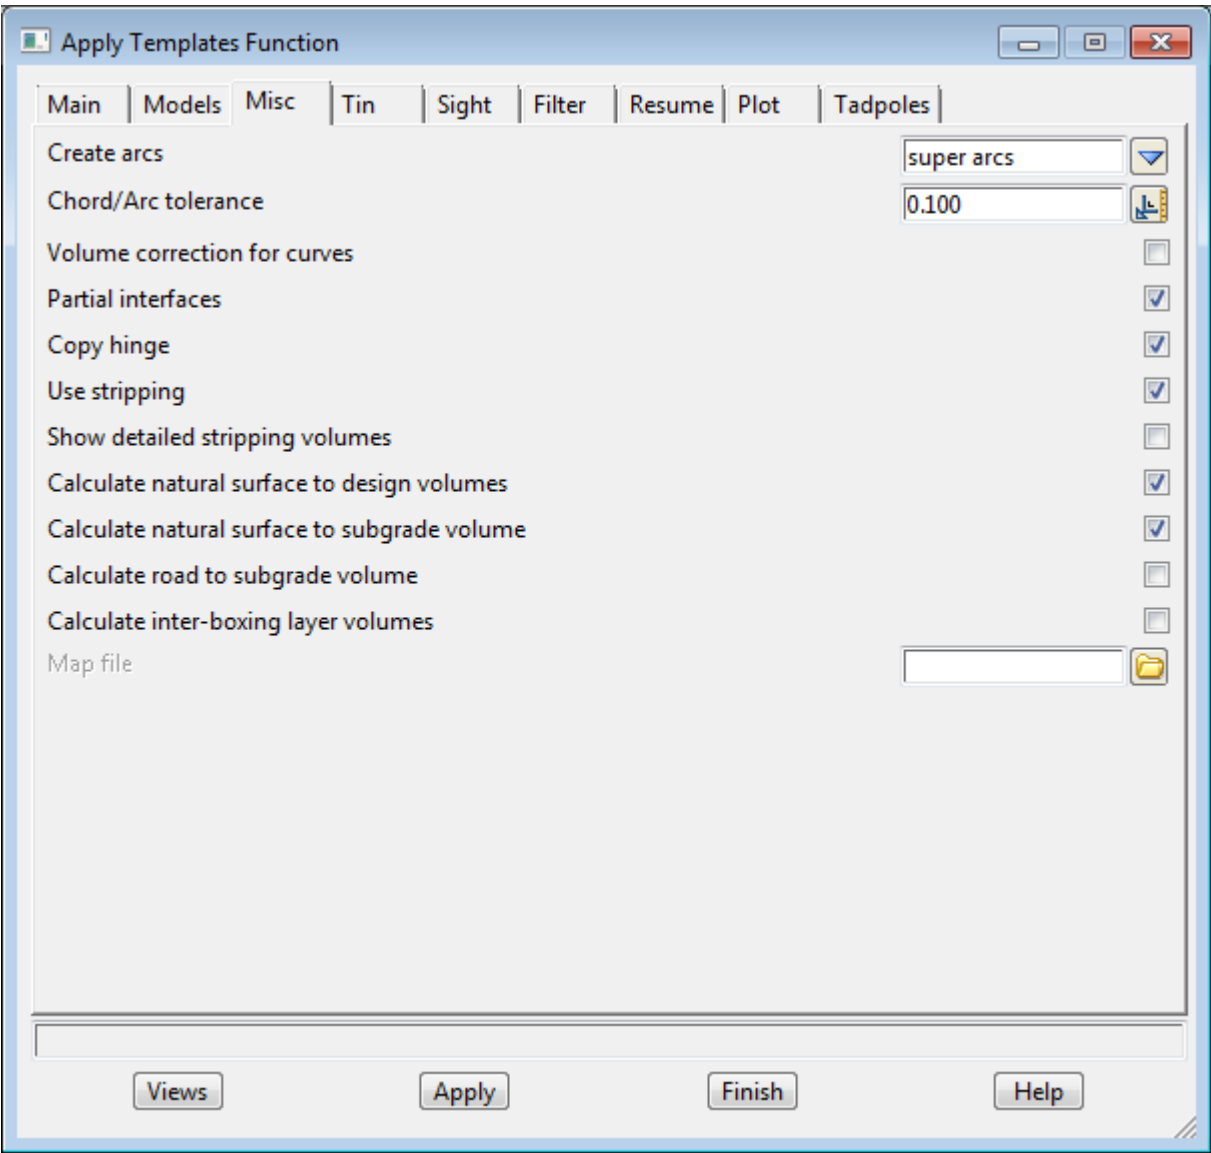 Apply Templates Function
Main Models Misc Tin Sight Filter Resume Plot Tadpoles
Create arcs super arcs
Chord/Arc tolerance 0.100
Volume correction for curves
Partial interfaces
Copy hinge
Use stripping
Show detailed stripping volumes
Calculate natural surface to design volumes
Calculate natural surface to subgrade volume
Calculate road to subgrade volume
Calculate inter-boxing layer volumes
Map file
Views Apply Finish Help